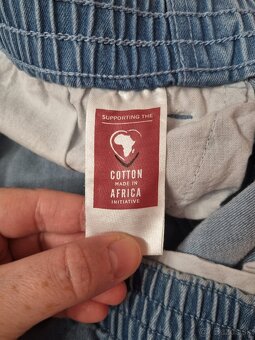 SUPPORTING THE
COTTON
MADE IN
AFRICA
INITIATIVE